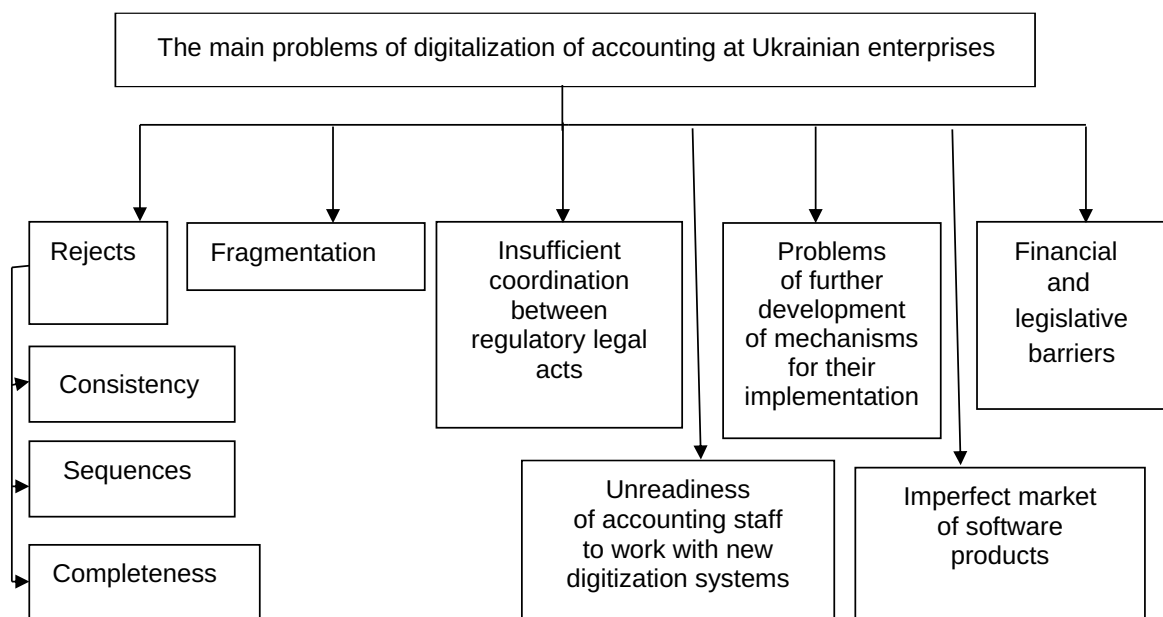 The main problems of digitalization of accounting at Ukrainian enterprises
Rejects
Fragmentation
Insufficient
coordination
between
regulatory legal
acts
Problems
of further
development
of mechanisms
for their
implementation
Financial
and
legislative
barriers
Consistency
Sequences
Completeness
Unreadiness
of accounting staff
to work with new
digitization systems
Imperfect market
of software
products